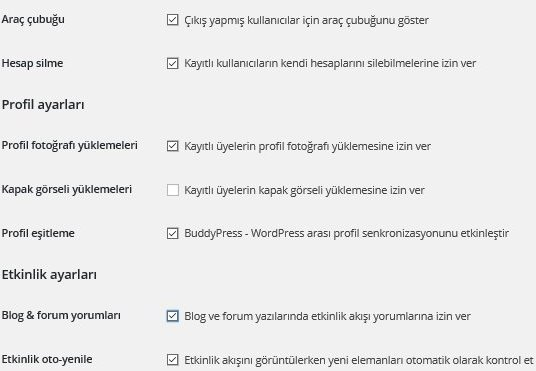 Araç çubuğu
Çıkış yapmış kullanıcılar için araç çubuğunu göster
Hesap silme
Kayıtlı kullanıcıların kendi hesaplarını silebilmelerine izin ver
Profil ayarları
Profil fotoğrafı yüklemeleri
Kayıtlı üyelerin profil fotoğrafı yüklemesine izin ver
Kapak görseli yüklemeleri
Kayıtlı üyelerin kapak görseli yüklemesine izin ver
Profil eşitleme
BuddyPress - WordPress arası profil senkronizasyonunu etkinleştir
Etkinlik ayarları
Blog & forum yorumları
Blog ve forum yazılarında etkinlik akışı yorumlarına izin ver
Etkinlik oto-yenile
Etkinlik akışını görüntülerken yeni elemanları otomatik olarak kontrol et